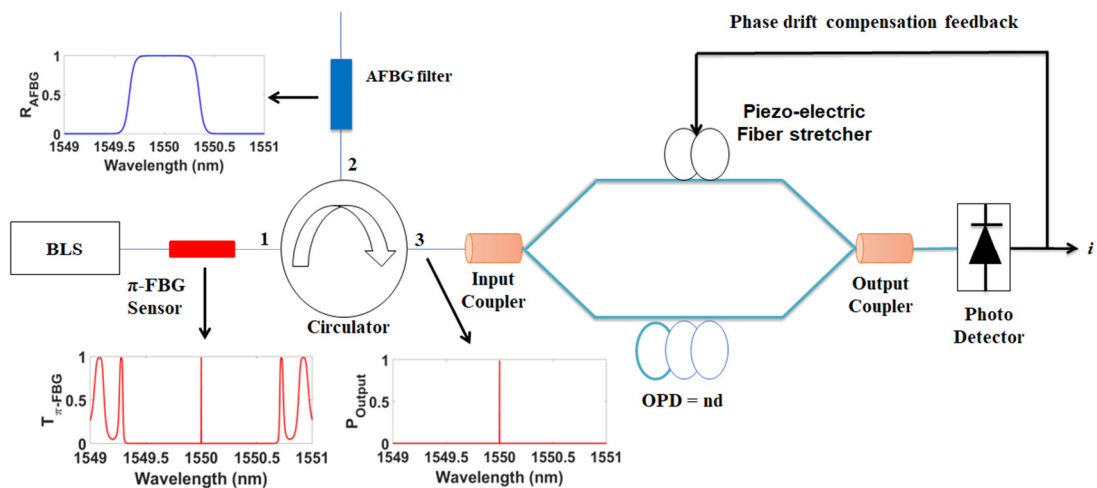 Phase drift compensation feedback
AFBG filter
R_AFBG
1
0.5
0
1549
1549.5
1550
1550.5
1551
Wavelength (nm)
Piezo-electric
Fiber stretcher
2
BLS
1
3
i
π-FBG
Sensor
Circulator
Input
Coupler
Output
Coupler
Photo
Detector
OPD = nd
T_π-FBG
1
0.5
0
1549
1549.5
1550
1550.5
1551
Wavelength (nm)
P_Output
1
0.5
0
1549
1549.5
1550
1550.5
1551
Wavelength (nm)